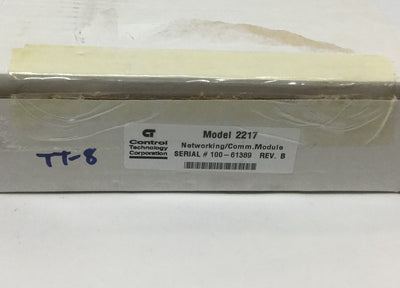 CT
Control
Technology
Corporation
Model 2217
Networking/Comm.Module
SERIAL # 100-61389 REV. B
TT-8